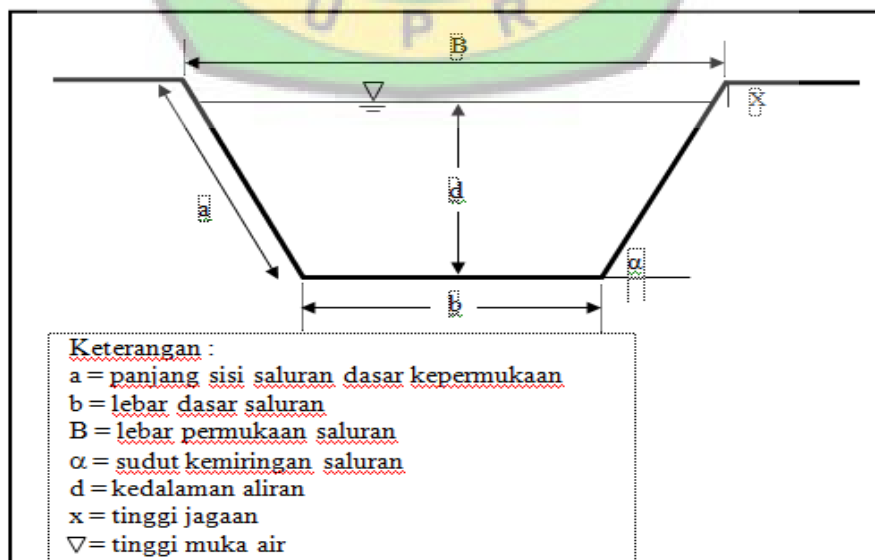 U P R
B
X
d
a
α
b
Keterangan :
a = panjang sisi saluran dasar kepermukaan
b = lebar dasar saluran
B = lebar permukaan saluran
α = sudut kemiringan saluran
d = kedalaman aliran
x = tinggi jagaan
▽ = tinggi muka air